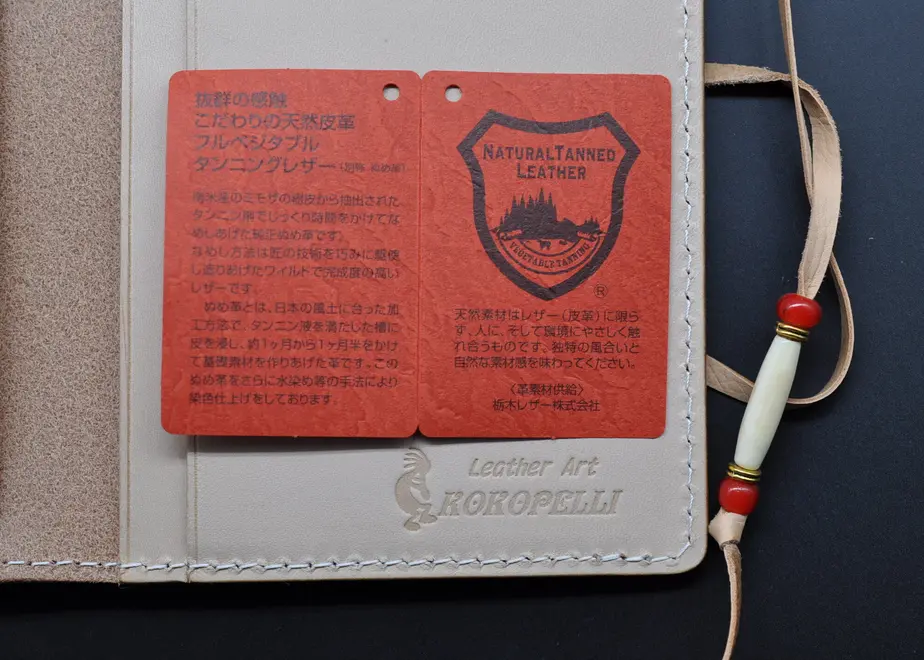 抜群の感触
こだわりの天然皮革
フルベジタブル
タンニングレザー（別称 ぬめ革）
南米産のミモザの樹皮から抽出された
タンニン剤でじっくり時間をかけてな
めしあげた純正ぬめ革です。
なめし方法は匠の技術を巧みに駆使
し造りあげたワイルドで完成度の高い
レザーです。
ぬめ革とは、日本の風土に合った加
工方法で、タンニン液を満たした槽に
皮を浸し、約1ヶ月から1ヶ月半をかけ
て基礎素材を作りあげた革です。この
ぬめ革をさらに水染め等の手法により
染色仕上げをしております。
NATURAL TANNED
LEATHER
VEGETABLE TANNING
®
天然素材はレザー（皮革）に限ら
ず、人に、そして環境にやさしく触
れ合うものです、独特の風合いと
自然な素材感を味わってください。
〈革素材供給〉
栃木レザー株式会社
Leather Art
KOKOPELLI